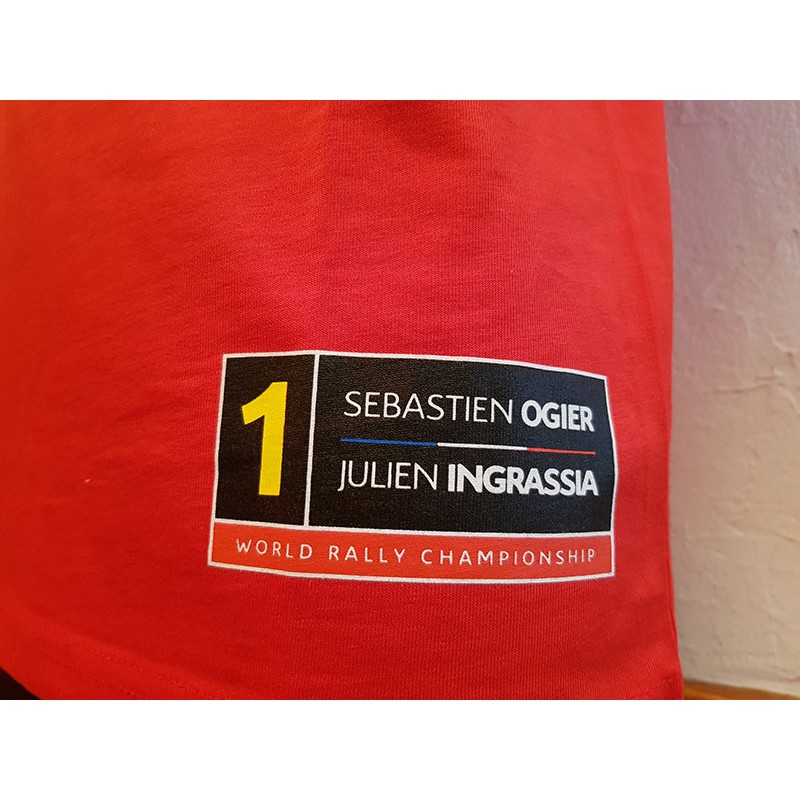 1
SEBASTIEN OGIER
JULIEN INGRASSIA
WORLD RALLY CHAMPIONSHIP